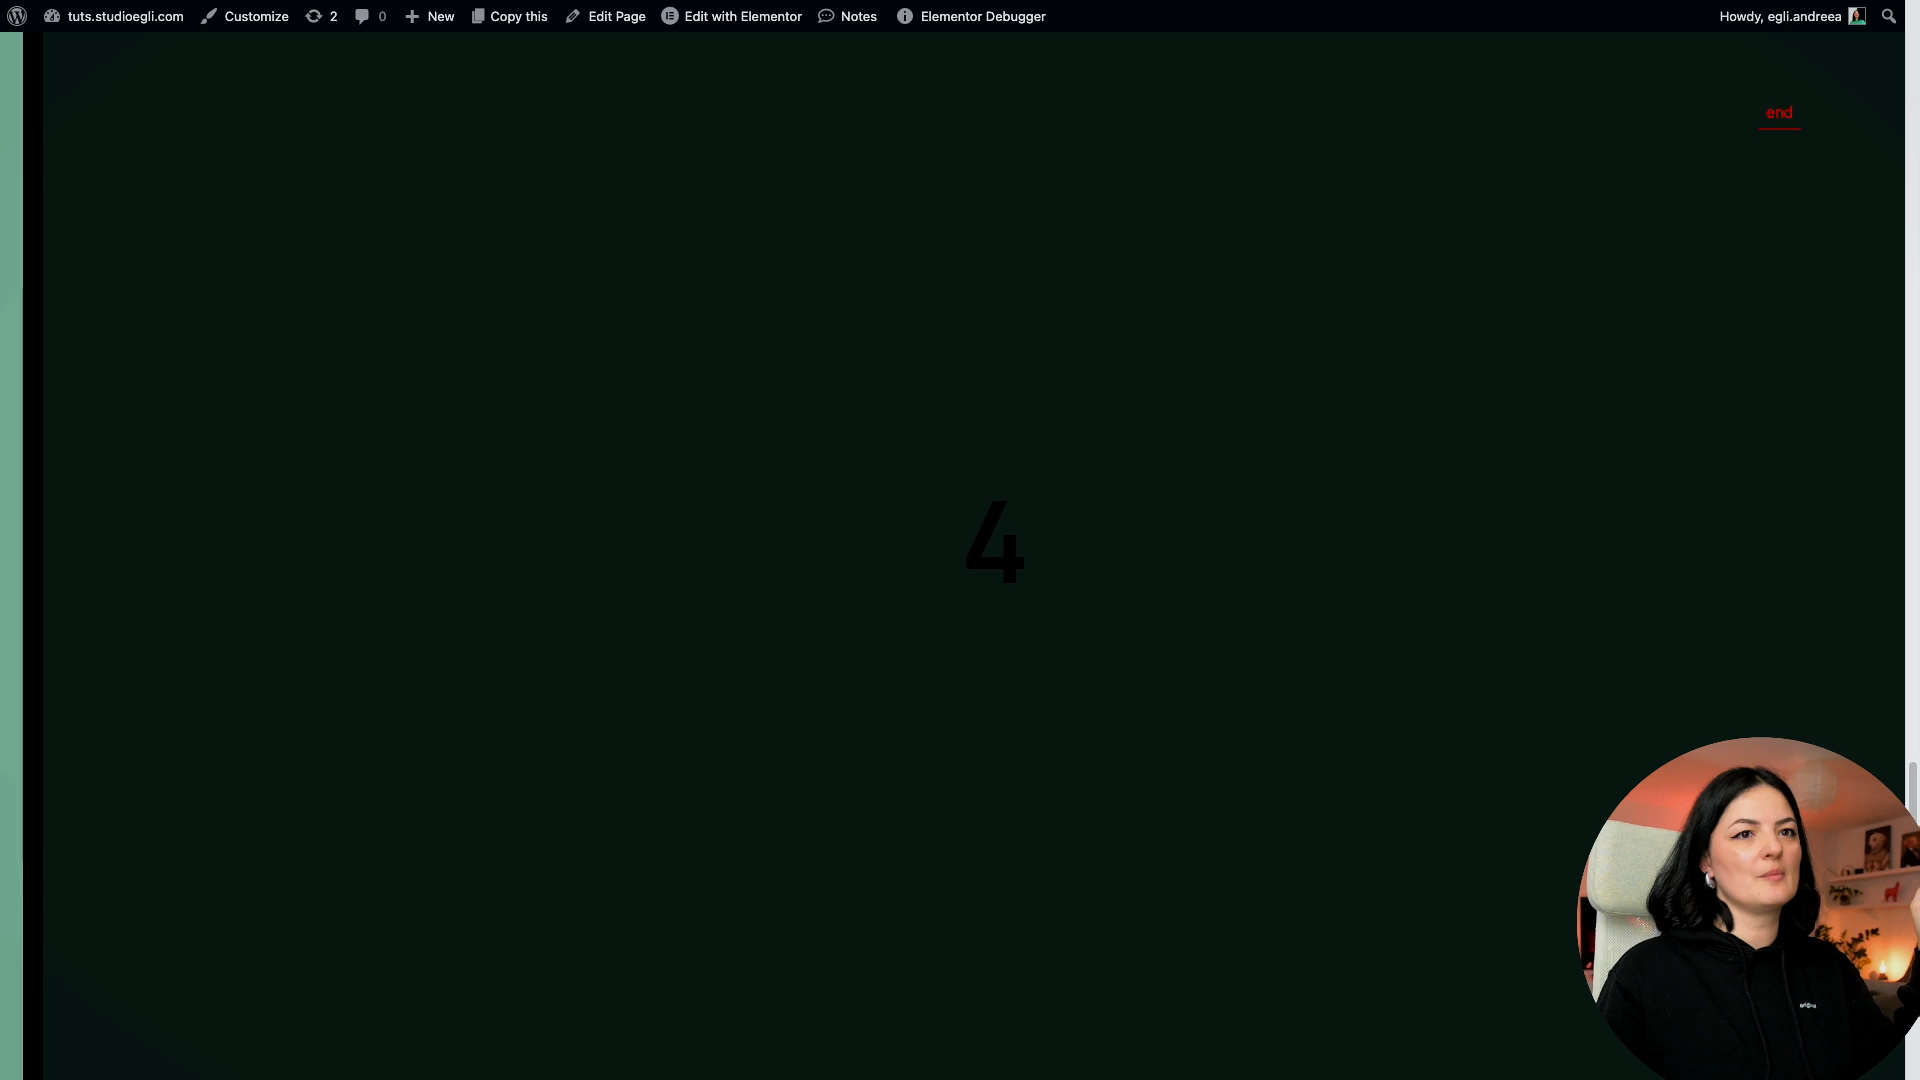 tuts.studioegli.com Customize 2 0 New Copy this Edit Page Edit with Elementor Notes Elementor Debugger Howdy, egli.andreea
end
4